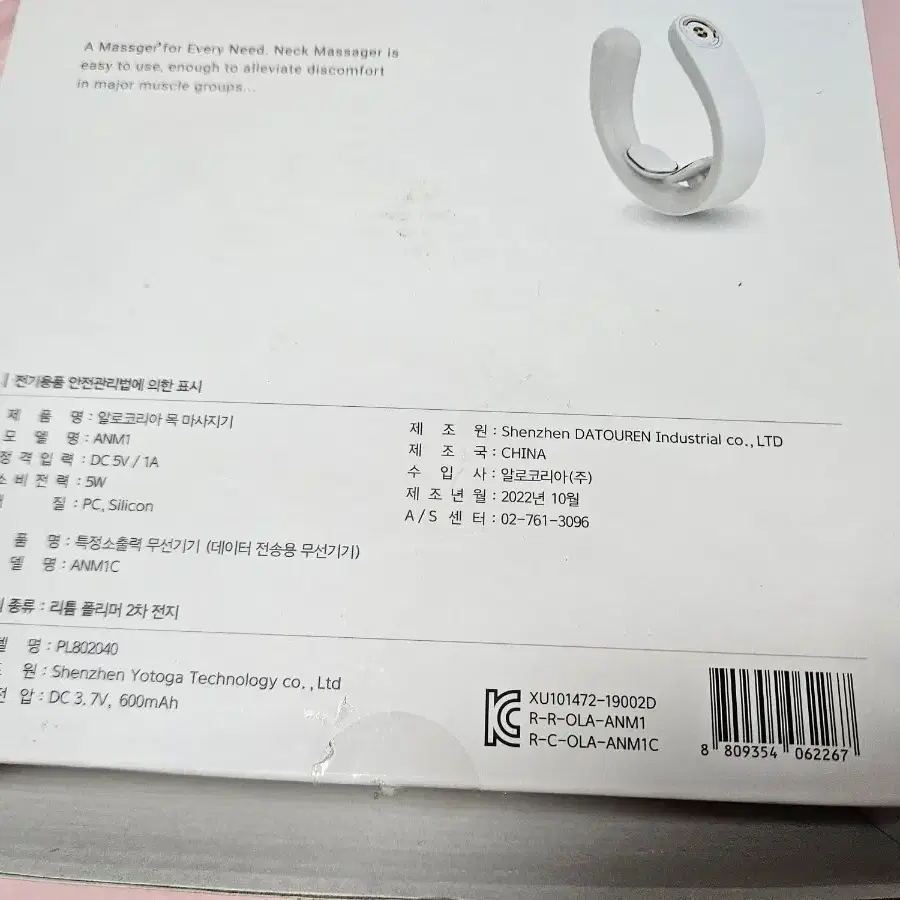 A Massger for Every Need. Neck Massager is
easy to use, enough to alleviate discomfort
in major muscle groups...
전기용품 안전관리법에 의한 표시
제 품 명 : 알로코리아 목 마사지기
모 델 명 : ANM1
정 격 입 력 : DC 5V / 1A
소 비 전 력 : 5W
질 : PC, Silicon
품 명 : 특정소출력 무선기기 (데이터 전송용 무선기기)
델 명 : ANM1C
종류 : 리튬 폴리머 2차 전지
델 명 : PL802040
원 : Shenzhen Yotoga Technology co., Ltd
전 압 : DC 3.7V, 600mAh
제 조 원 : Shenzhen DATOUREN Industrial co., LTD
제 조 국 : CHINA
수 입 사 : 알로코리아(주)
제 조 년 월 : 2022년 10월
A / S 센 터 : 02-761-3096
XU101472-19002D
R-R-OLA-ANM1
R-C-OLA-ANM1C
8 809354 062267